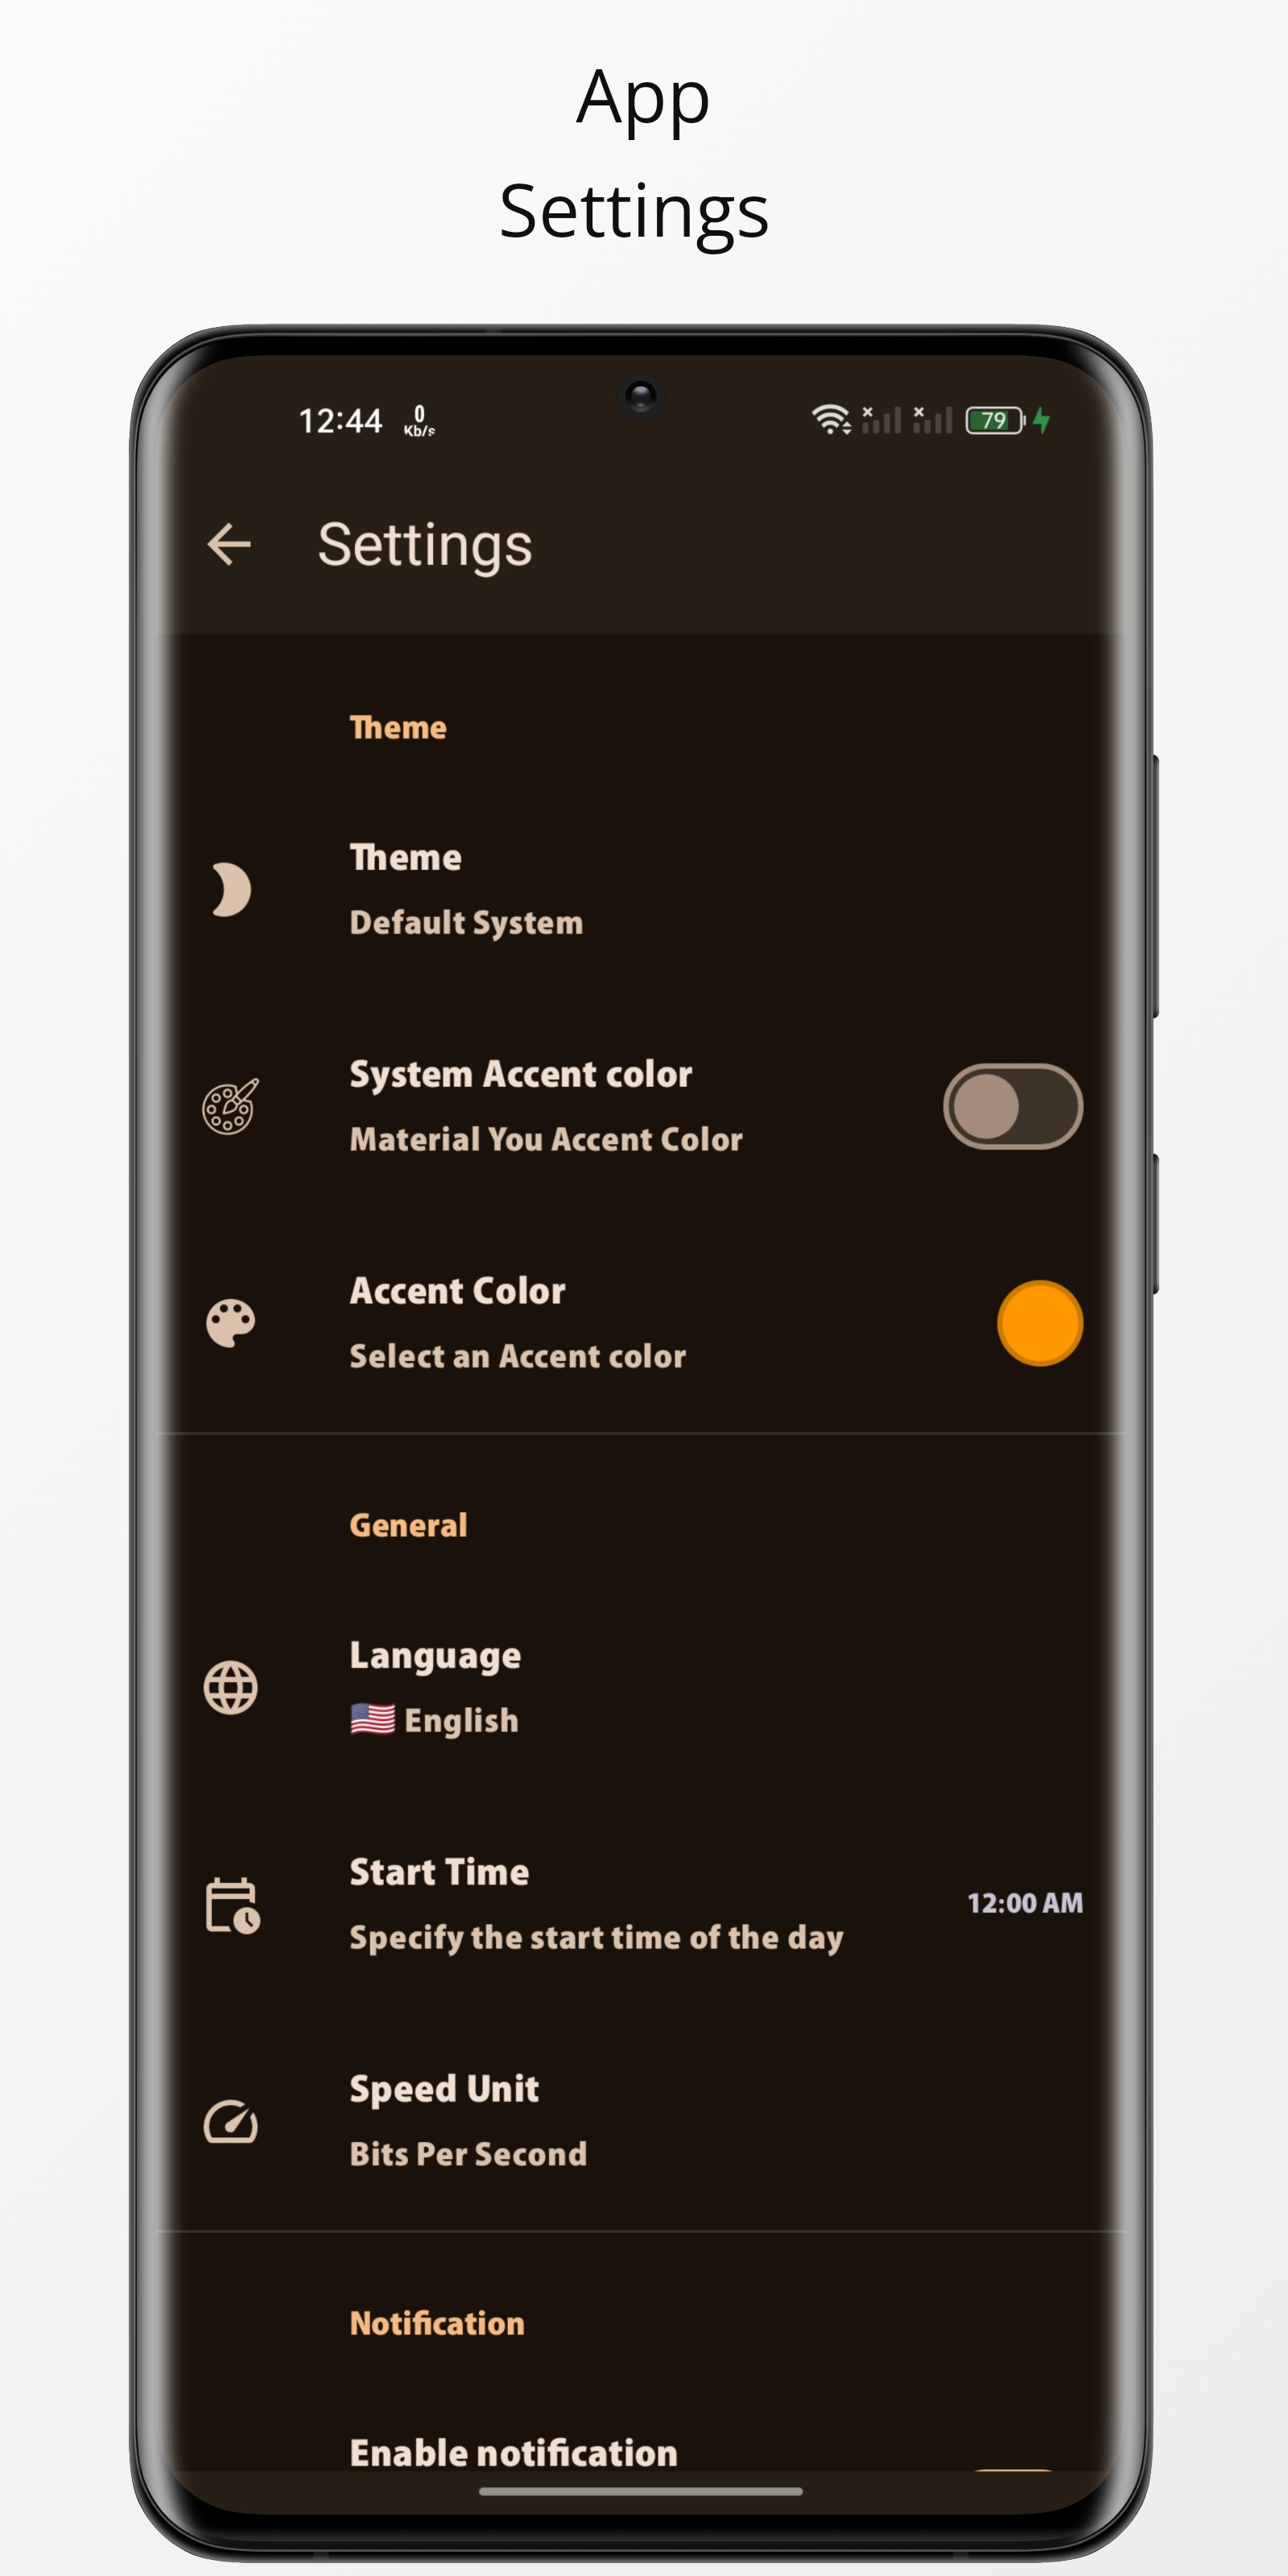 App
Settings
12:44 0 Kb/s 79
Settings
Theme
Theme
Default System
System Accent color
Material You Accent Color
Accent Color
Select an Accent color
General
Language
🇺🇸 English
Start Time
12:00 AM
Specify the start time of the day
Speed Unit
Bits Per Second
Notification
Enable notification